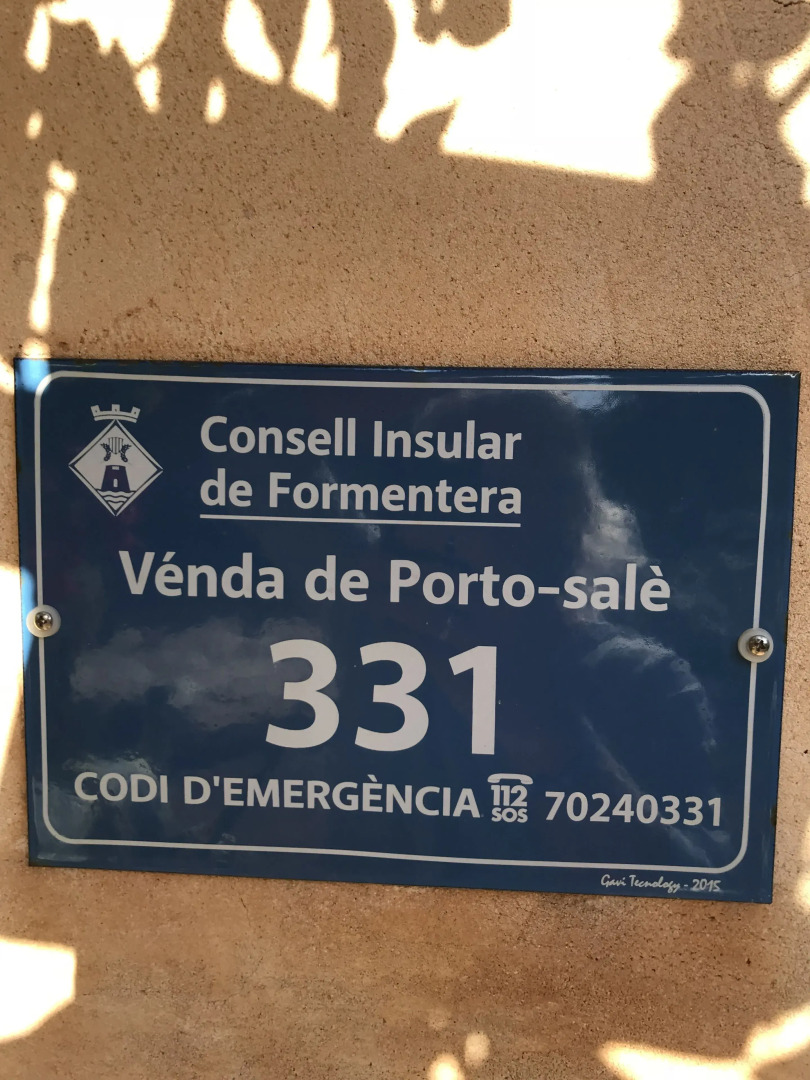 Consell Insular
de Formentera
Vénda de Porto-salè
331
CODI D'EMERGÈNCIA 112 SOS 70240331
Gavi Tecnology - 2015